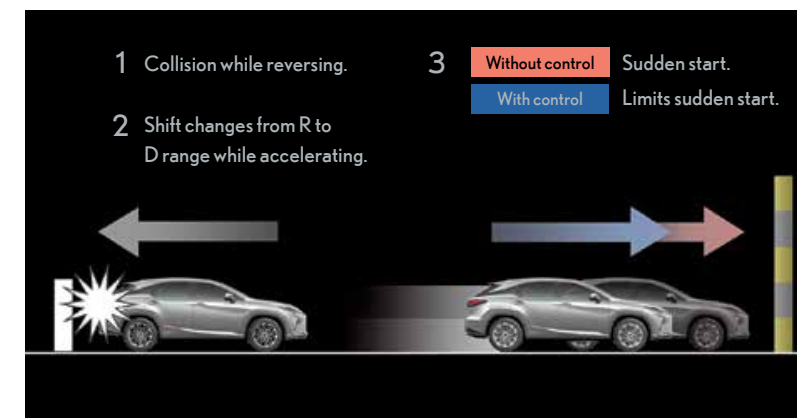 1 Collision while reversing.
2 Shift changes from R to
D range while accelerating.
3 Without control Sudden start.
With control Limits sudden start.